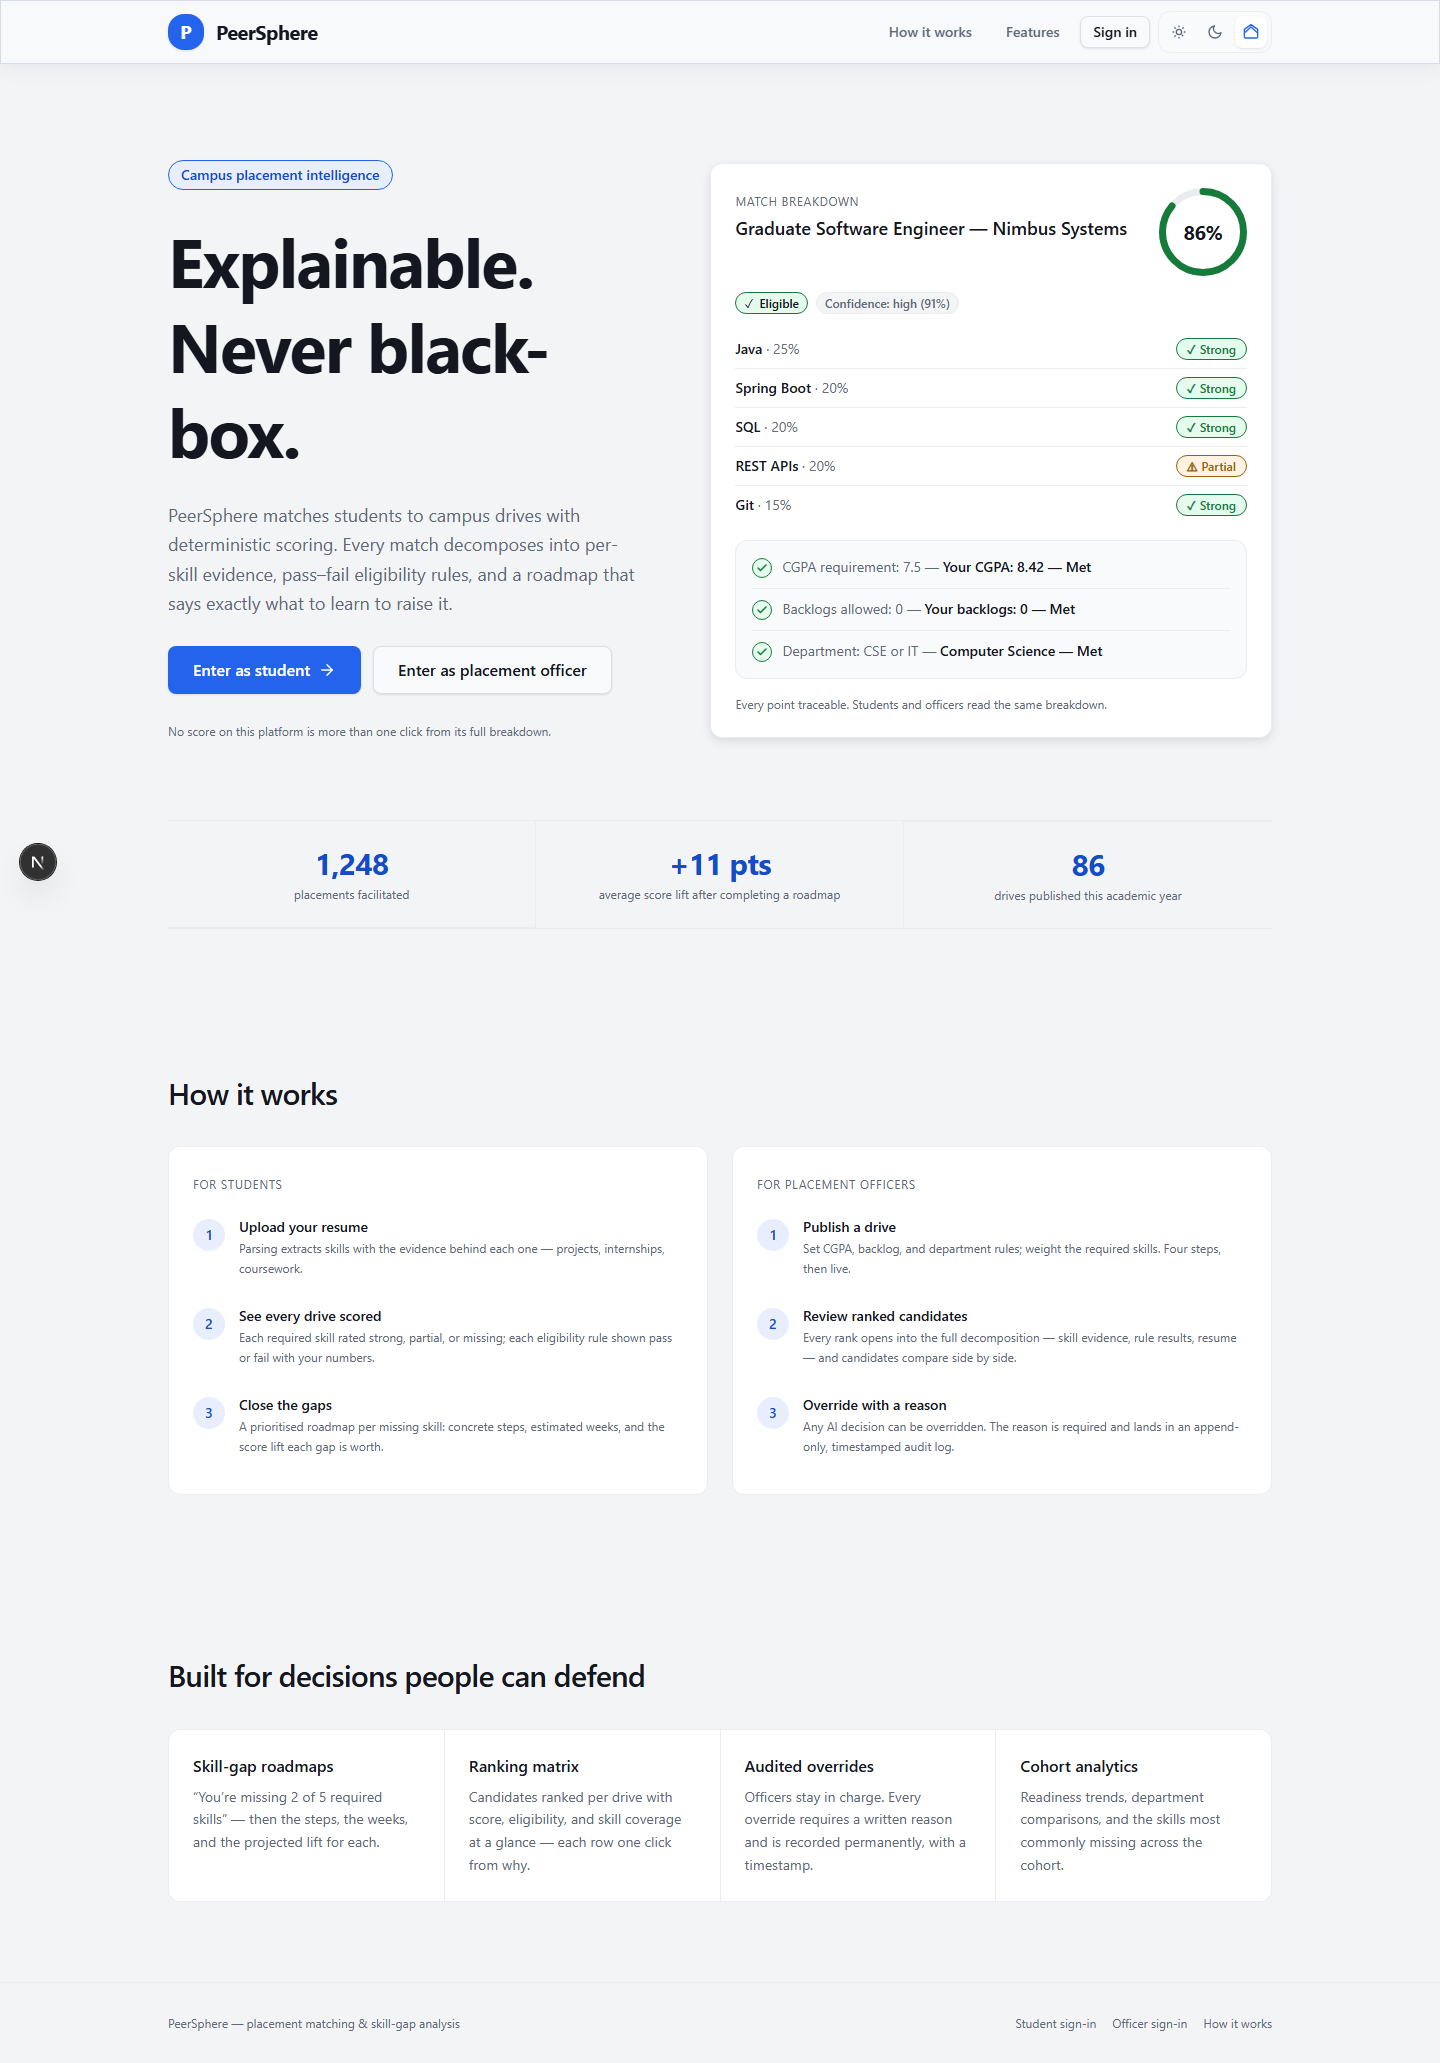 P PeerSphere
How it works
Features
Sign in
Campus placement intelligence
Explainable.
Never black-
box.
PeerSphere matches students to campus drives with
deterministic scoring. Every match decomposes into per-
skill evidence, pass–fail eligibility rules, and a roadmap that
says exactly what to learn to raise it.
Enter as student →
Enter as placement officer
No score on this platform is more than one click from its full breakdown.
MATCH BREAKDOWN
Graduate Software Engineer — Nimbus Systems
86%
✓ Eligible
Confidence: high (91%)
Java · 25%
✓ Strong
Spring Boot · 20%
✓ Strong
SQL · 20%
✓ Strong
REST APIs · 20%
⚠ Partial
Git · 15%
✓ Strong
CGPA requirement: 7.5 — Your CGPA: 8.42 — Met
Backlogs allowed: 0 — Your backlogs: 0 — Met
Department: CSE or IT — Computer Science — Met
Every point traceable. Students and officers read the same breakdown.
N
1,248
placements facilitated
+11 pts
average score lift after completing a roadmap
86
drives published this academic year
How it works
FOR STUDENTS
1
Upload your resume
Parsing extracts skills with the evidence behind each one — projects, internships,
coursework.
2
See every drive scored
Each required skill rated strong, partial, or missing; each eligibility rule shown pass
or fail with your numbers.
3
Close the gaps
A prioritised roadmap per missing skill: concrete steps, estimated weeks, and the
score lift each gap is worth.
FOR PLACEMENT OFFICERS
1
Publish a drive
Set CGPA, backlog, and department rules; weight the required skills. Four steps,
then live.
2
Review ranked candidates
Every rank opens into the full decomposition — skill evidence, rule results, resume
— and candidates compare side by side.
3
Override with a reason
Any AI decision can be overridden. The reason is required and lands in an append-
only, timestamped audit log.
Built for decisions people can defend
Skill-gap roadmaps
“You’re missing 2 of 5 required
skills” — then the steps, the weeks,
and the projected lift for each.
Ranking matrix
Candidates ranked per drive with
score, eligibility, and skill coverage
at a glance — each row one click
from why.
Audited overrides
Officers stay in charge. Every
override requires a written reason
and is recorded permanently, with a
timestamp.
Cohort analytics
Readiness trends, department
comparisons, and the skills most
commonly missing across the
cohort.
PeerSphere — placement matching & skill-gap analysis
Student sign-in
Officer sign-in
How it works